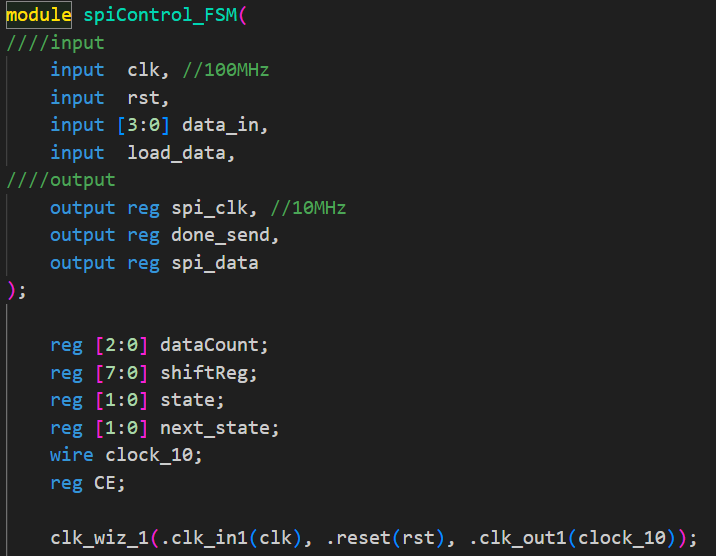 module spiControl_FSM(
////input
    input  clk, //100MHz
    input  rst,
    input [3:0] data_in,
    input  load_data,
////output
    output reg spi_clk, //10MHz
    output reg done_send,
    output reg spi_data
);
    reg [2:0] dataCount;
    reg [7:0] shiftReg;
    reg [1:0] state;
    reg [1:0] next_state;
    wire clock_10;
    reg CE;
    clk_wiz_1(.clk_in1(clk), .reset(rst), .clk_out1(clock_10));